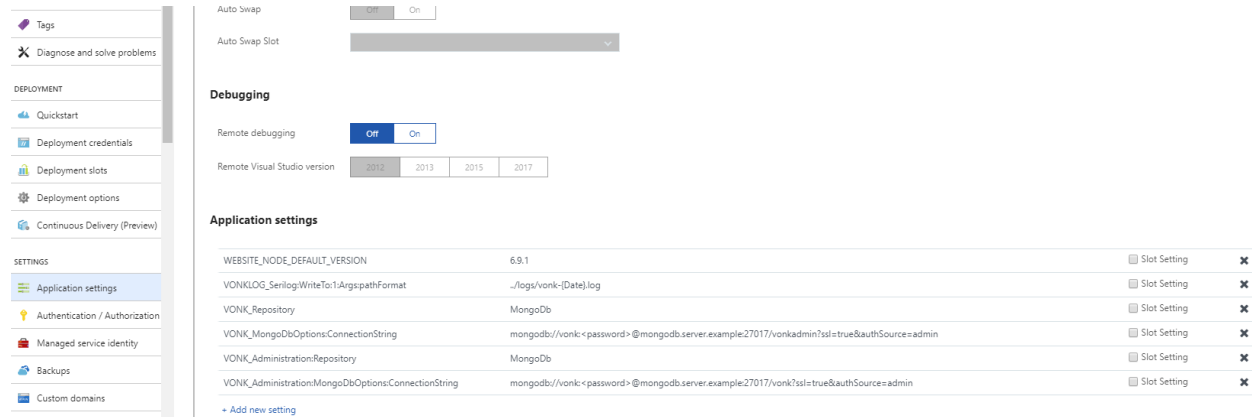 Auto Swap Off On
Tags
Auto Swap Slot
Diagnose and solve problems
DEPLOYMENT
Debugging
Quickstart
Remote debugging Off On
Deployment credentials
Remote Visual Studio version 2012 2013 2015 2017
Deployment slots
Deployment options
Application settings
Continuous Delivery (Preview)
WEBSITE_NODE_DEFAULT_VERSION 6.9.1 Slot Setting
SETTINGS
VONKLOG_Serilog:WriteTo:1:Args:pathFormat ../logs/vonk-{Date}.log Slot Setting
Application settings
VONK_Repository MongoDb Slot Setting
Authentication / Authorization
VONK_MongoDbOptions:ConnectionString mongodb://vonk:<password>@mongodb.server.example:27017/vonkadmin?ssl=true&authSource=admin Slot Setting
Managed service identity
VONK_Administration:Repository MongoDb Slot Setting
Backups
VONK_Administration:MongoDbOptions:ConnectionString mongodb://vonk:<password>@mongodb.server.example:27017/vonk?ssl=true&authSource=admin Slot Setting
Custom domains
+ Add new setting